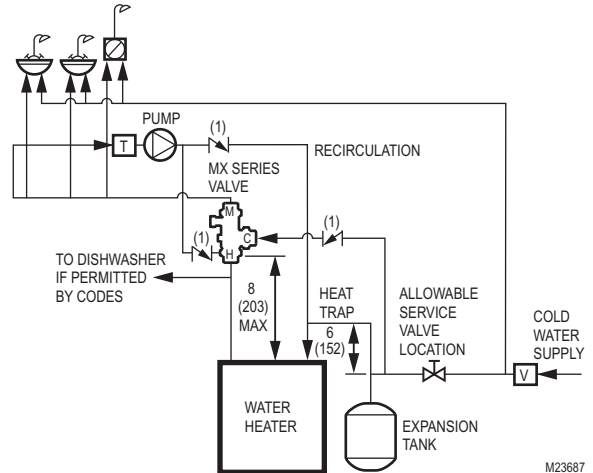 PUMP
(1)
T
RECIRCULATION
MX SERIES
VALVE
M
(1)
C
(1)
H
TO DISHWASHER
IF PERMITTED
BY CODES
8
(203)
MAX
HEAT
TRAP
6
(152)
ALLOWABLE
SERVICE
VALVE
LOCATION
COLD
WATER
SUPPLY
V
WATER
HEATER
EXPANSION
TANK
M23687